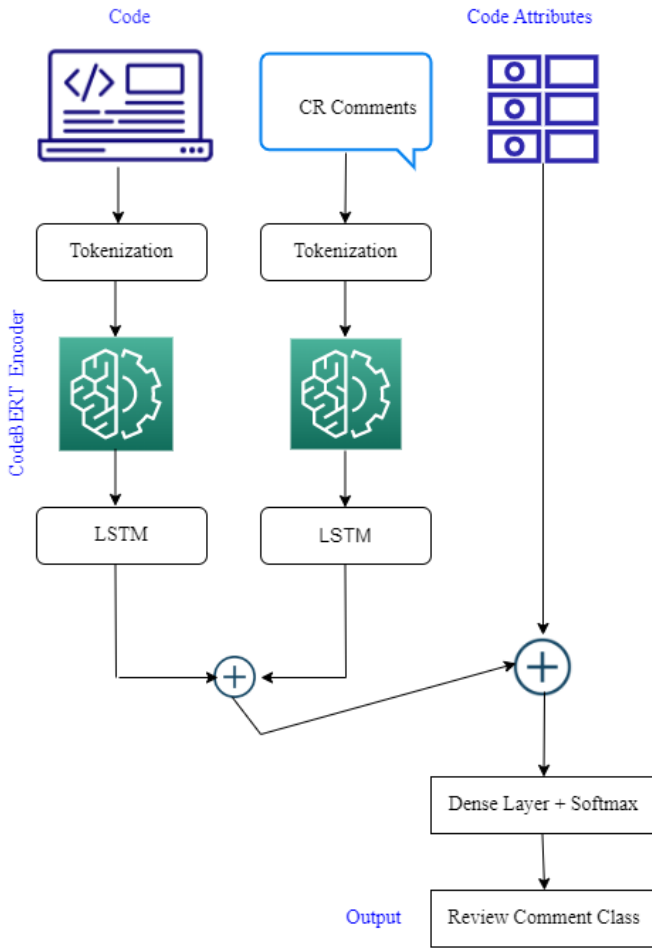 Code
Code Attributes
</>
CR Comments
Tokenization
Tokenization
CodeBERT Encoder
LSTM
LSTM
Dense Layer + Softmax
Output
Review Comment Class